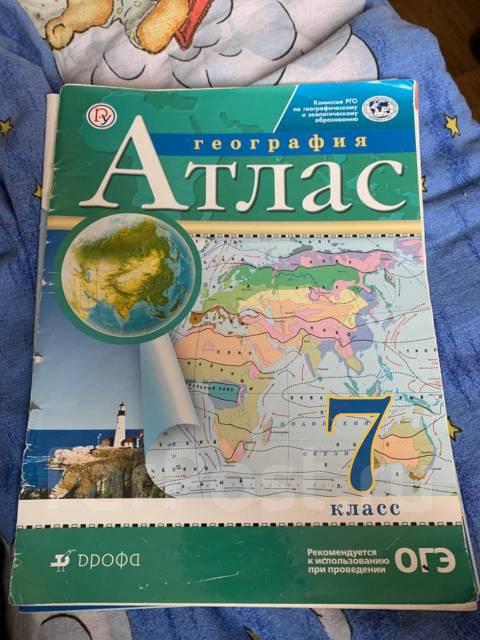 Комиссия РГО
по географическому
и экологическому
образованию
география
Атлас
7
класс
дрофа
Рекомендуется
к использованию
при проведении
ОГЭ